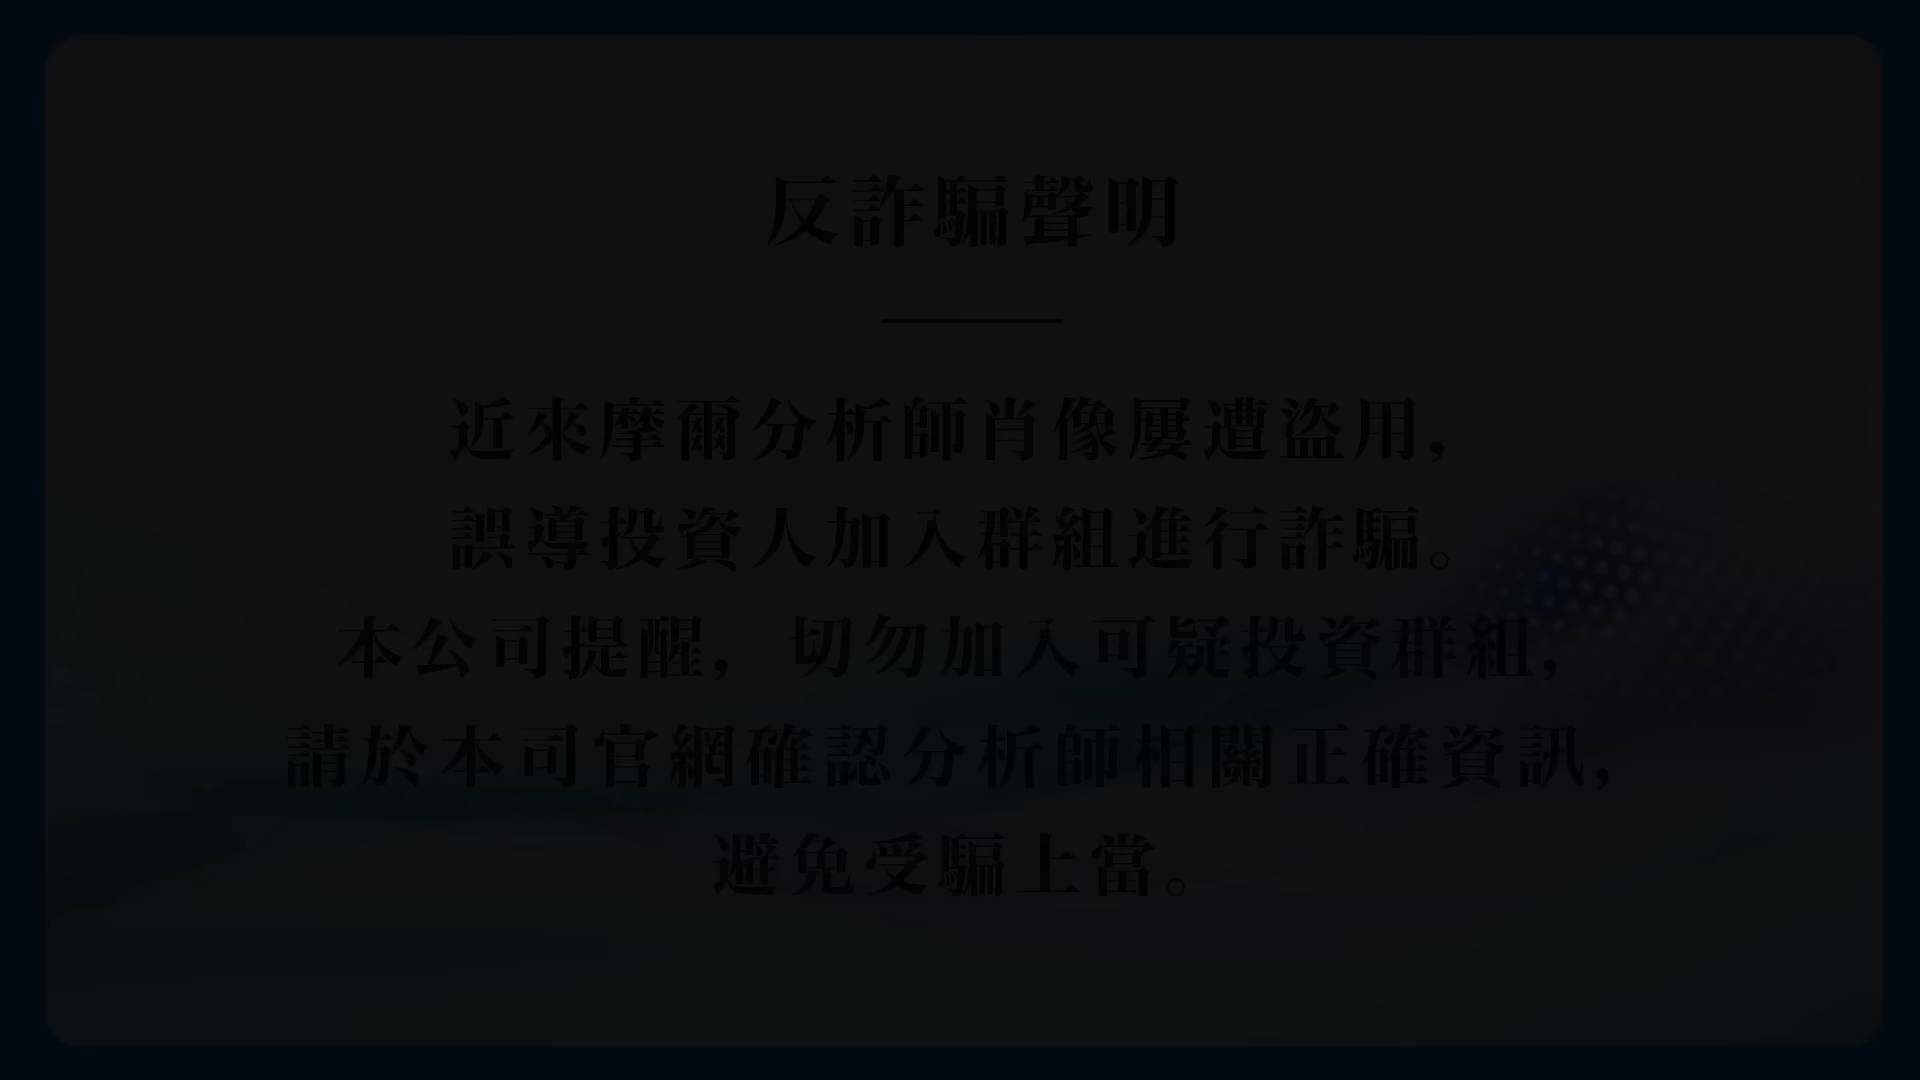 反詐騙聲明
近來摩爾分析師肖像屢遭盜用，
誤導投資人加入群組進行詐騙。
本公司提醒，切勿加入可疑投資群組，
請於本司官網確認分析師相關正確資訊，
避免受騙上當。